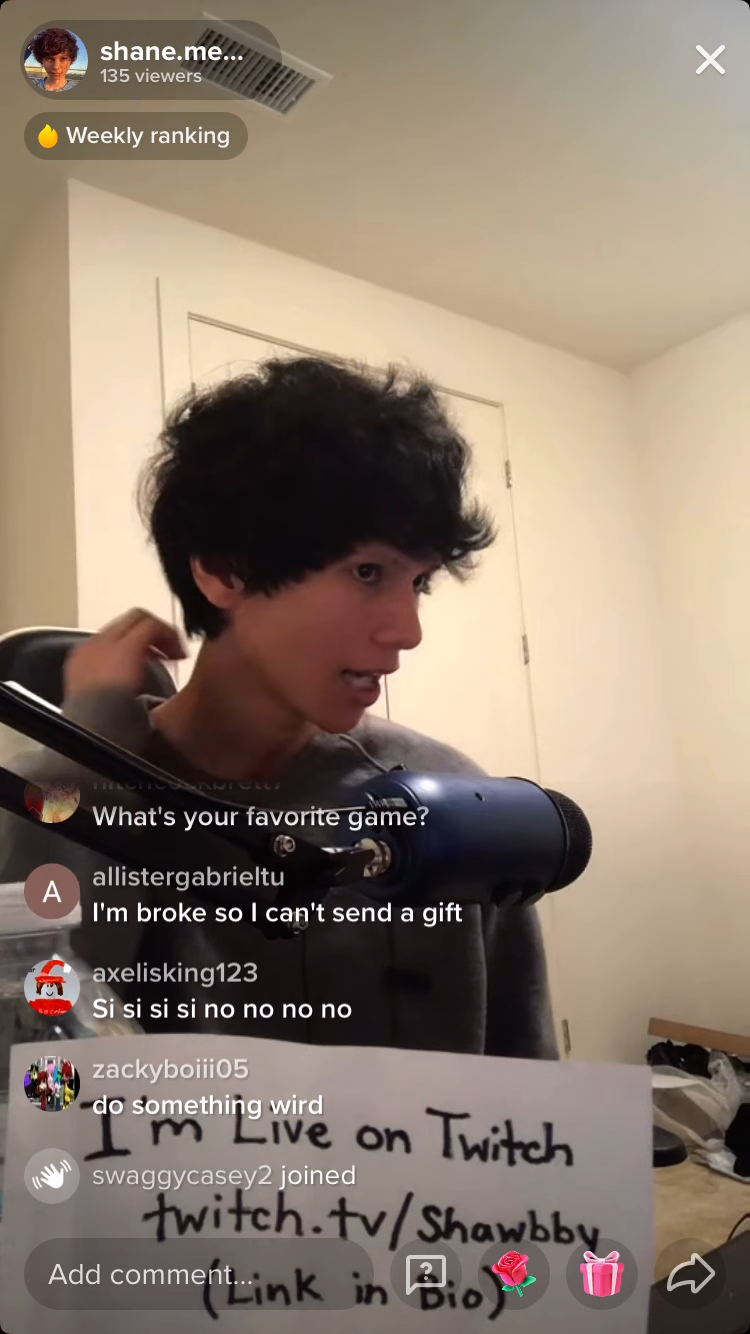 shane.me...
135 viewers
Weekly ranking
What's your favorite game?
A
allistergabrieltu
I'm broke so I can't send a gift
axelisking123
Si si si si no no no no
zackyboiii05
do something wird
I'm Live on Twitch
swaggycasey2 joined
twitch.tv/Shawbby
Add comment...
(Link in Bio)